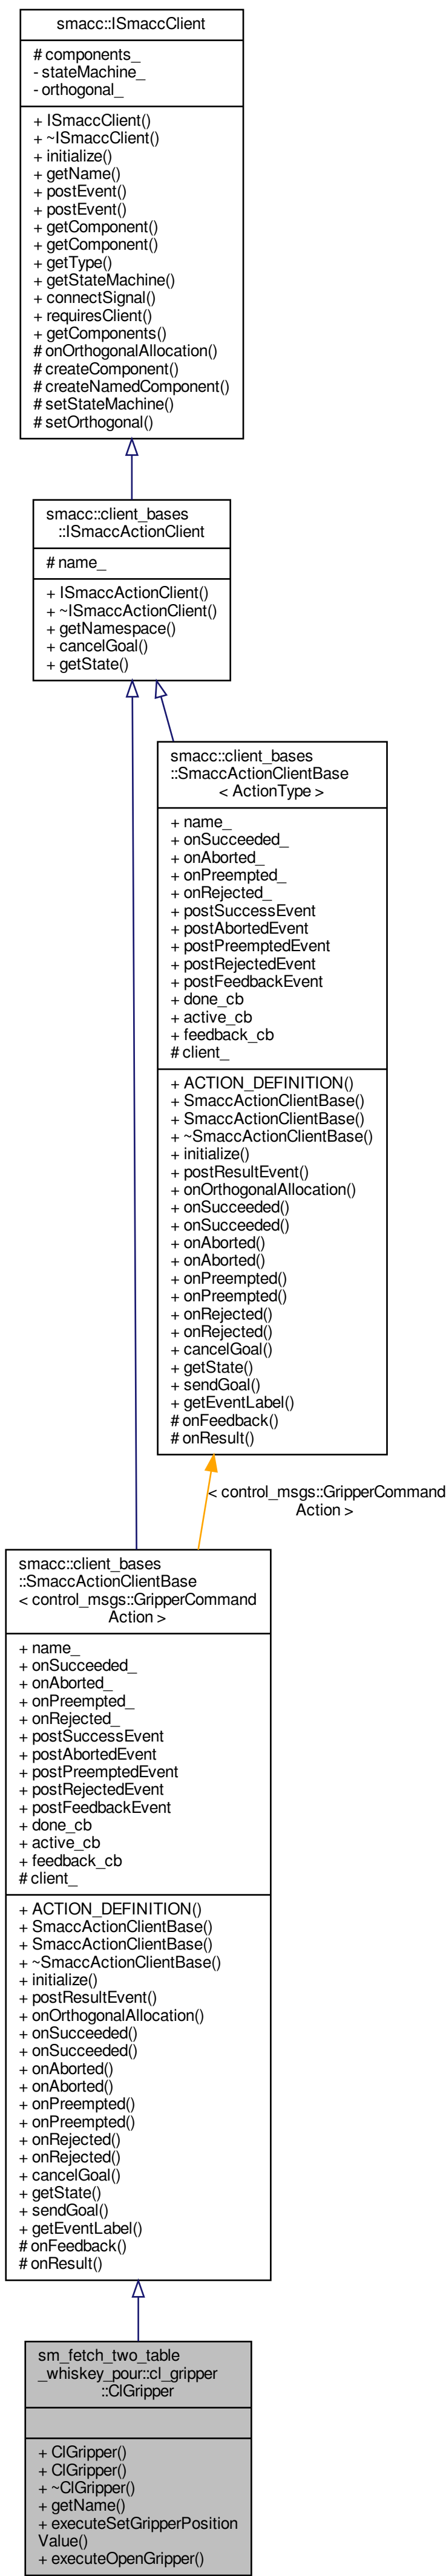 smacc::ISmaccClient
# components_
- stateMachine_
- orthogonal_
+ ISmaccClient()
+ ~ISmaccClient()
+ initialize()
+ getName()
+ postEvent()
+ postEvent()
+ getComponent()
+ getComponent()
+ getType()
+ getStateMachine()
+ connectSignal()
+ requiresClient()
+ getComponents()
# onOrthogonalAllocation()
# createComponent()
# createNamedComponent()
# setStateMachine()
# setOrthogonal()
smacc::client_bases
::ISmaccActionClient
# name_
+ ISmaccActionClient()
+ ~ISmaccActionClient()
+ getNamespace()
+ cancelGoal()
+ getState()
smacc::client_bases
::SmaccActionClientBase
< ActionType >
+ name_
+ onSucceeded_
+ onAborted_
+ onPreempted_
+ onRejected_
+ postSuccessEvent
+ postAbortedEvent
+ postPreemptedEvent
+ postRejectedEvent
+ postFeedbackEvent
+ done_cb
+ active_cb
+ feedback_cb
# client_
+ ACTION_DEFINITION()
+ SmaccActionClientBase()
+ SmaccActionClientBase()
+ ~SmaccActionClientBase()
+ initialize()
+ postResultEvent()
+ onOrthogonalAllocation()
+ onSucceeded()
+ onSucceeded()
+ onAborted()
+ onAborted()
+ onPreempted()
+ onPreempted()
+ onRejected()
+ onRejected()
+ cancelGoal()
+ getState()
+ sendGoal()
+ getEventLabel()
# onFeedback()
# onResult()
< control_msgs::GripperCommand
Action >
smacc::client_bases
::SmaccActionClientBase
< control_msgs::GripperCommand
Action >
+ name_
+ onSucceeded_
+ onAborted_
+ onPreempted_
+ onRejected_
+ postSuccessEvent
+ postAbortedEvent
+ postPreemptedEvent
+ postRejectedEvent
+ postFeedbackEvent
+ done_cb
+ active_cb
+ feedback_cb
# client_
+ ACTION_DEFINITION()
+ SmaccActionClientBase()
+ SmaccActionClientBase()
+ ~SmaccActionClientBase()
+ initialize()
+ postResultEvent()
+ onOrthogonalAllocation()
+ onSucceeded()
+ onSucceeded()
+ onAborted()
+ onAborted()
+ onPreempted()
+ onPreempted()
+ onRejected()
+ onRejected()
+ cancelGoal()
+ getState()
+ sendGoal()
+ getEventLabel()
# onFeedback()
# onResult()
sm_fetch_two_table
_whiskey_pour::cl_gripper
::ClGripper
+ ClGripper()
+ ClGripper()
+ ~ClGripper()
+ getName()
+ executeSetGripperPosition
Value()
+ executeOpenGripper()